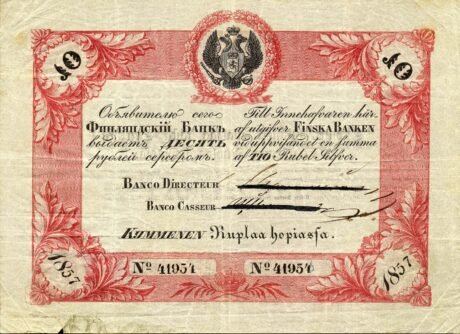 10
10
Объявителю сего
Финляндскій Банкъ
выдаетъ ДЕСЯТЬ
рублей серебромъ.
Till Innehafvaren här-
af utgifver FINSKA BANKEN
vid uppvisandet en summa
af TIO Rubel Silfver.
BANCO DIRECTEUR
BANCO CASSEUR
KYMMENEN Ruplaa hopiassa.
1857
No 41954
No 41954
1857